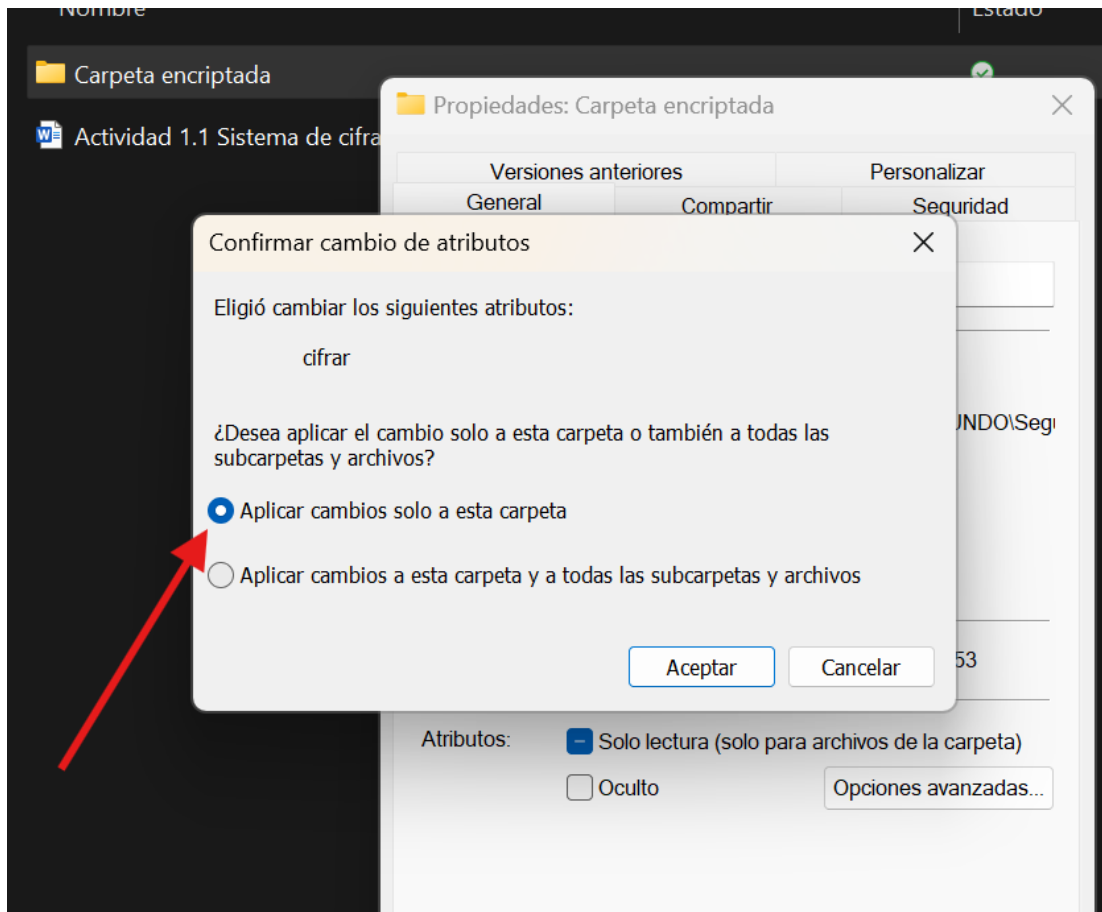 Nombre
Estado
Carpeta encriptada
Actividad 1.1 Sistema de cifra
Propiedades: Carpeta encriptada
Versiones anteriores
Personalizar
General
Compartir
Seguridad
Confirmar cambio de atributos
Eligió cambiar los siguientes atributos:
cifrar
¿Desea aplicar el cambio solo a esta carpeta o también a todas las
subcarpetas y archivos?
Aplicar cambios solo a esta carpeta
Aplicar cambios a esta carpeta y a todas las subcarpetas y archivos
Aceptar
Cancelar
53
Atributos:
Solo lectura (solo para archivos de la carpeta)
Oculto
Opciones avanzadas...